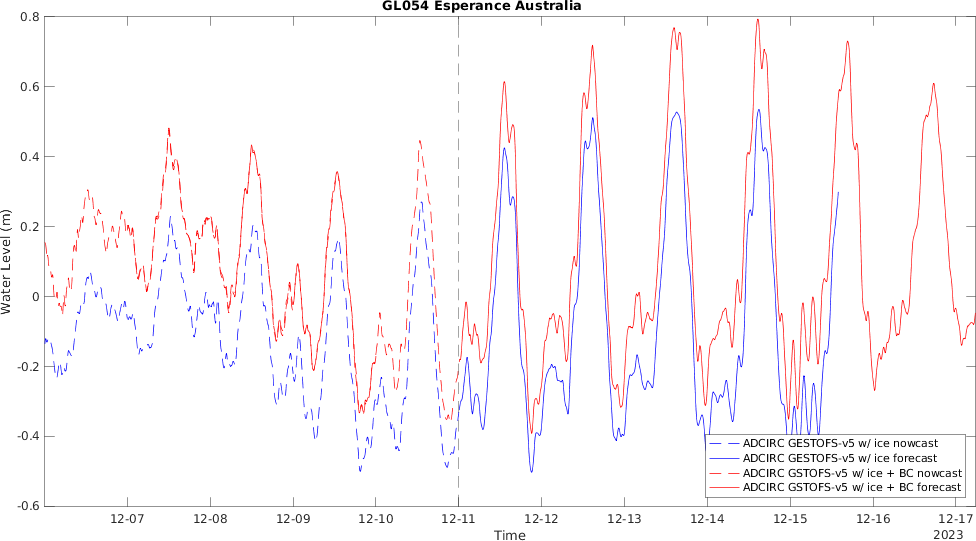 GL054 Esperance Australia
Water Level (m)
0.8
0.6
0.4
0.2
0
-0.2
-0.4
-0.6
12-07 12-08 12-09 12-10 12-11 12-12 12-13 12-14 12-15 12-16 12-17
Time
2023
ADCIRC GESTOFS-v5 w/ ice nowcast
ADCIRC GESTOFS-v5 w/ ice forecast
ADCIRC GSTOFS-v5 w/ ice + BC nowcast
ADCIRC GSTOFS-v5 w/ ice + BC forecast